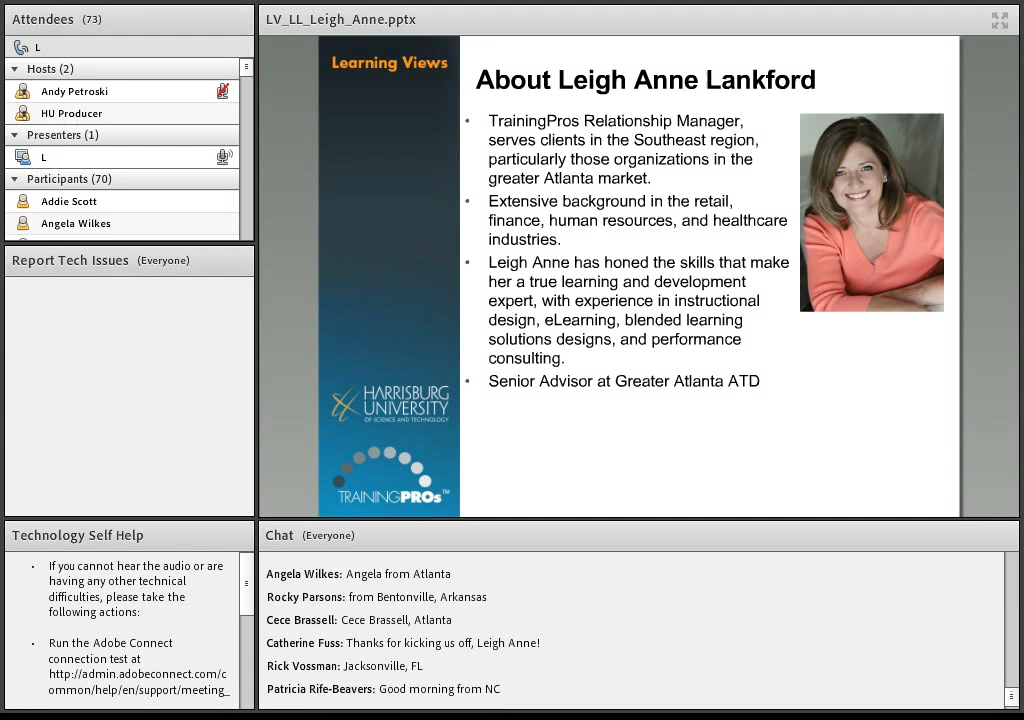 Attendees (73)
L
Hosts (2)
Andy Petroski
HU Producer
Presenters (1)
L
Participants (70)
Addie Scott
Angela Wilkes
Report Tech Issues (Everyone)
Technology Self Help
• If you cannot hear the audio or are
having any other technical
difficulties, please take the
following actions:
• Run the Adobe Connect
connection test at
http://admin.adobeconnect.com/c
ommon/help/en/support/meeting_
LV_LL_Leigh_Anne.pptx
Learning Views
HARRISBURG
UNIVERSITY
OF SCIENCE AND TECHNOLOGY
TRAININGPROs™
About Leigh Anne Lankford
• TrainingPros Relationship Manager,
serves clients in the Southeast region,
particularly those organizations in the
greater Atlanta market.
• Extensive background in the retail,
finance, human resources, and healthcare
industries.
• Leigh Anne has honed the skills that make
her a true learning and development
expert, with experience in instructional
design, eLearning, blended learning
solutions designs, and performance
consulting.
• Senior Advisor at Greater Atlanta ATD
Chat (Everyone)
Angela Wilkes: Angela from Atlanta
Rocky Parsons: from Bentonville, Arkansas
Cece Brassell: Cece Brassell, Atlanta
Catherine Fuss: Thanks for kicking us off, Leigh Anne!
Rick Vossman: Jacksonville, FL
Patricia Rife-Beavers: Good morning from NC